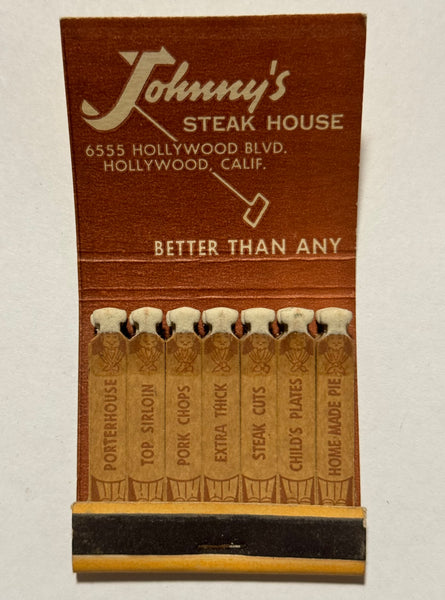 Johnny's
STEAK HOUSE
6555 HOLLYWOOD BLVD.
HOLLYWOOD, CALIF.
BETTER THAN ANY
PORTERHOUSE
TOP SIRLOIN
PORK CHOPS
EXTRA THICK
STEAK CUTS
CHILD'S PLATES
HOME-MADE PIE